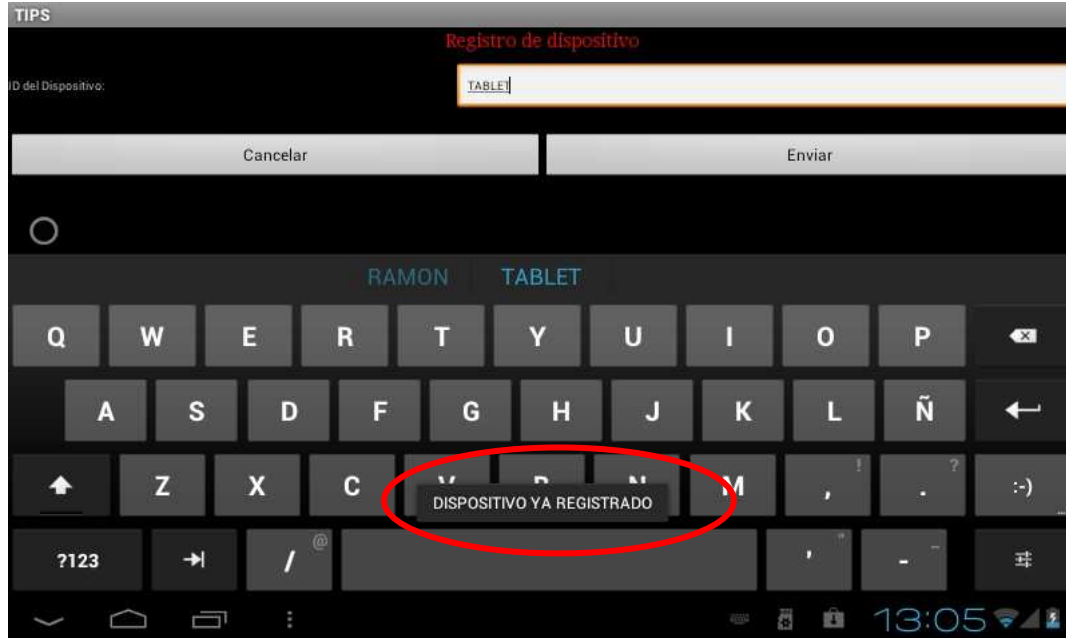 TIPS
Registro de dispositivo
ID del Dispositivo:
TABLET
Cancelar Enviar
RAMON TABLET
Q W E R T Y U I O P
A S D F G H J K L Ñ
! ?
Z X C V B N M , . :-)
DISPOSITIVO YA REGISTRADO
@ " _
?123 / ' -
13:05